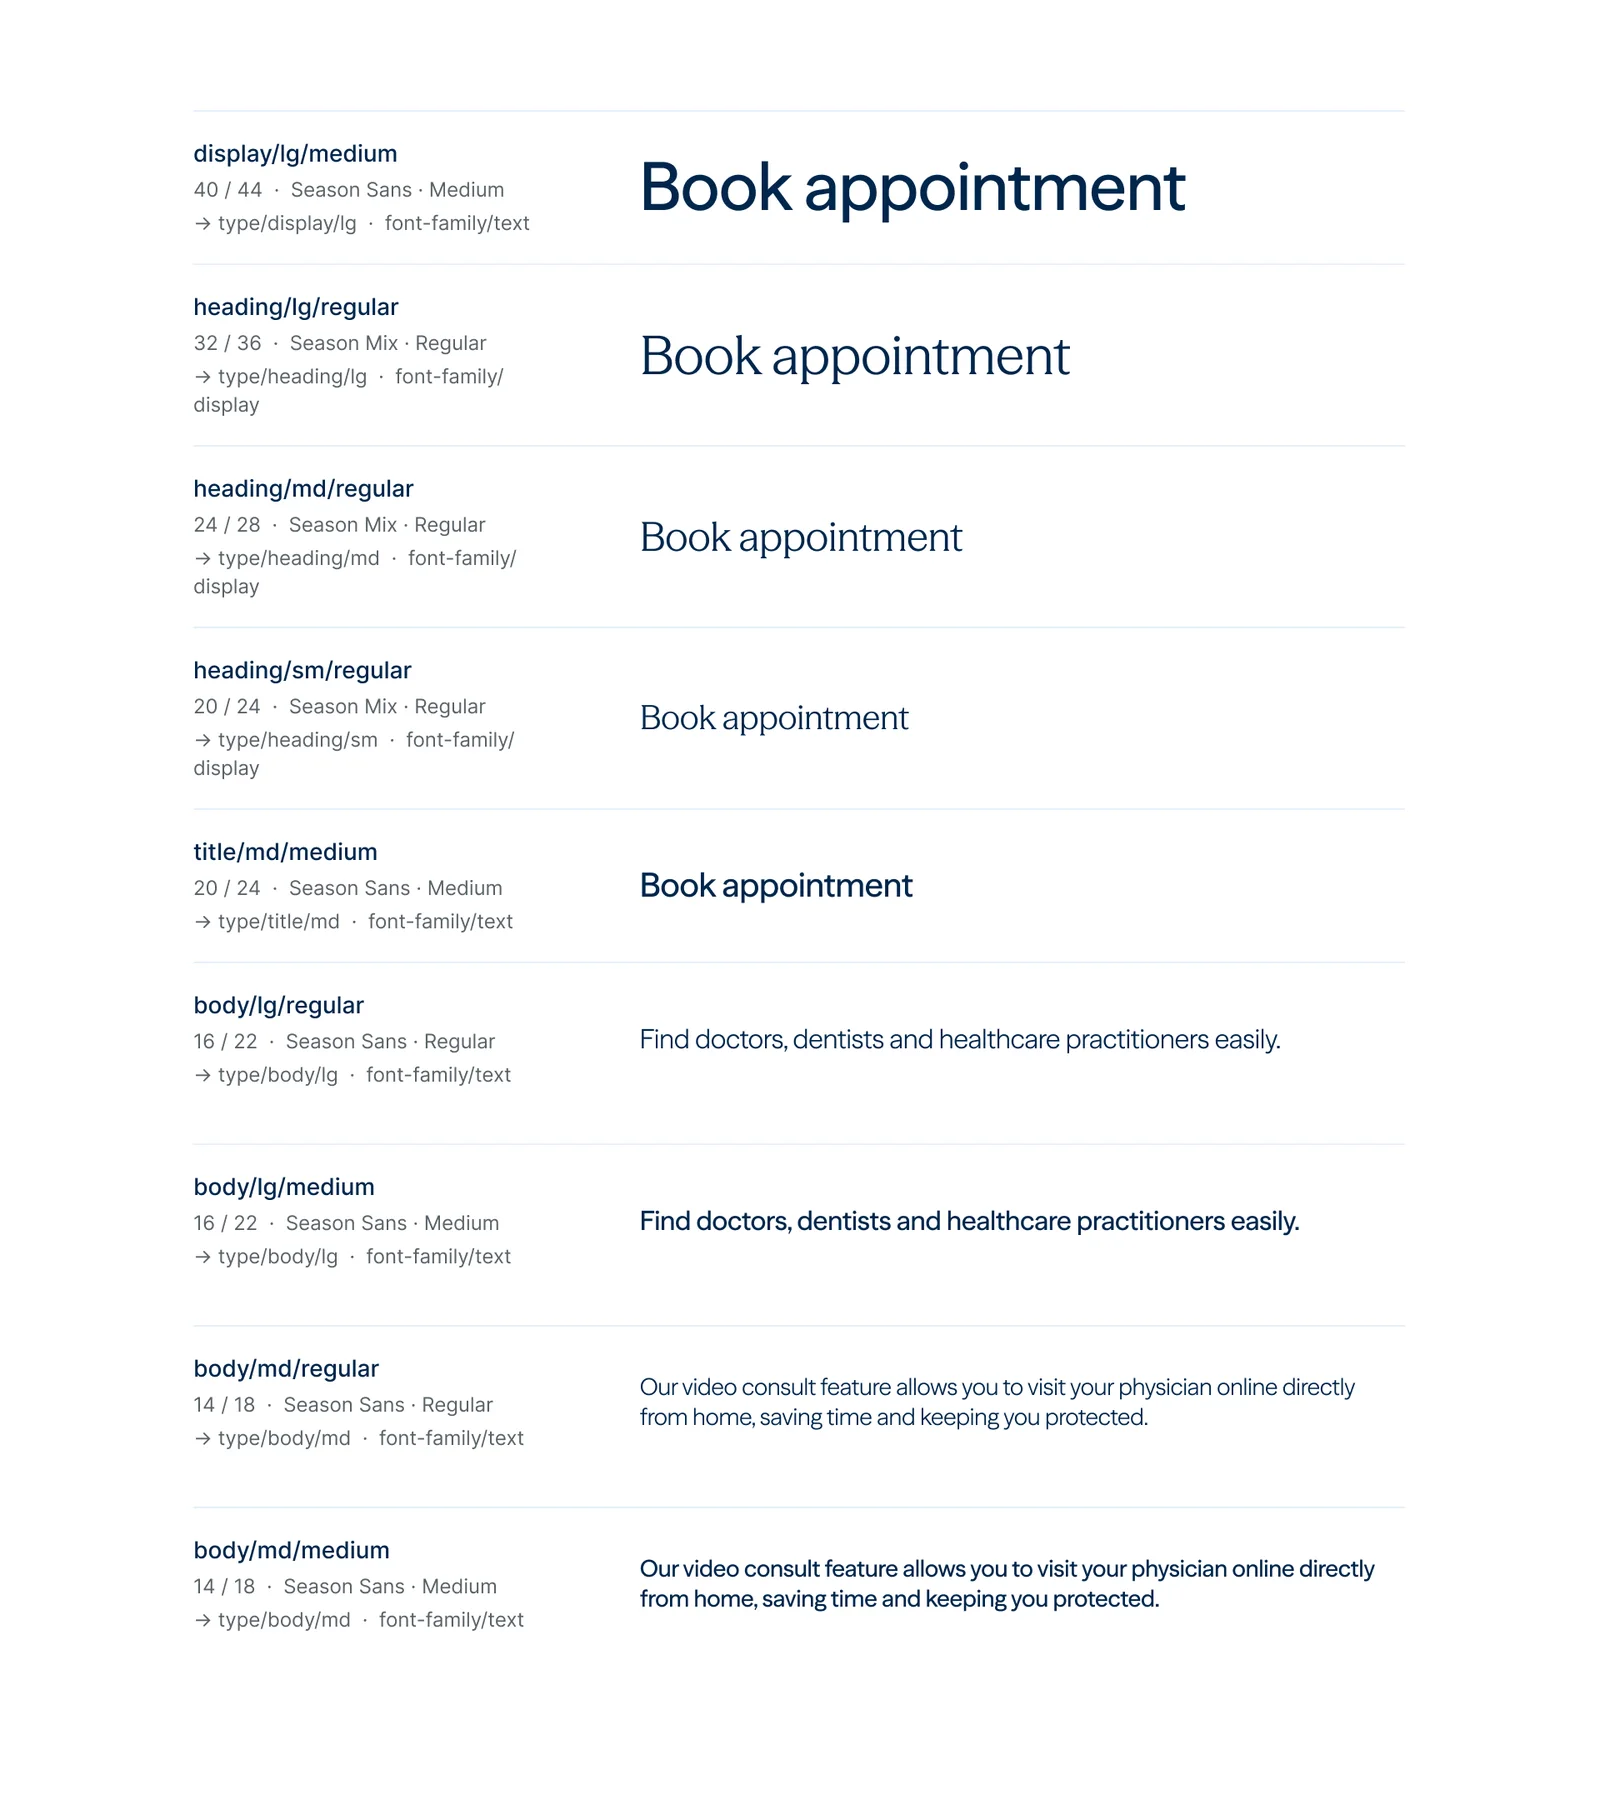 display/lg/medium
40 / 44 · Season Sans · Medium
→ type/display/lg · font-family/text
Book appointment
heading/lg/regular
32 / 36 · Season Mix · Regular
→ type/heading/lg · font-family/
display
Book appointment
heading/md/regular
24 / 28 · Season Mix · Regular
→ type/heading/md · font-family/
display
Book appointment
heading/sm/regular
20 / 24 · Season Mix · Regular
→ type/heading/sm · font-family/
display
Book appointment
title/md/medium
20 / 24 · Season Sans · Medium
→ type/title/md · font-family/text
Book appointment
body/lg/regular
16 / 22 · Season Sans · Regular
→ type/body/lg · font-family/text
Find doctors, dentists and healthcare practitioners easily.
body/lg/medium
16 / 22 · Season Sans · Medium
→ type/body/lg · font-family/text
Find doctors, dentists and healthcare practitioners easily.
body/md/regular
14 / 18 · Season Sans · Regular
→ type/body/md · font-family/text
Our video consult feature allows you to visit your physician online directly
from home, saving time and keeping you protected.
body/md/medium
14 / 18 · Season Sans · Medium
→ type/body/md · font-family/text
Our video consult feature allows you to visit your physician online directly
from home, saving time and keeping you protected.